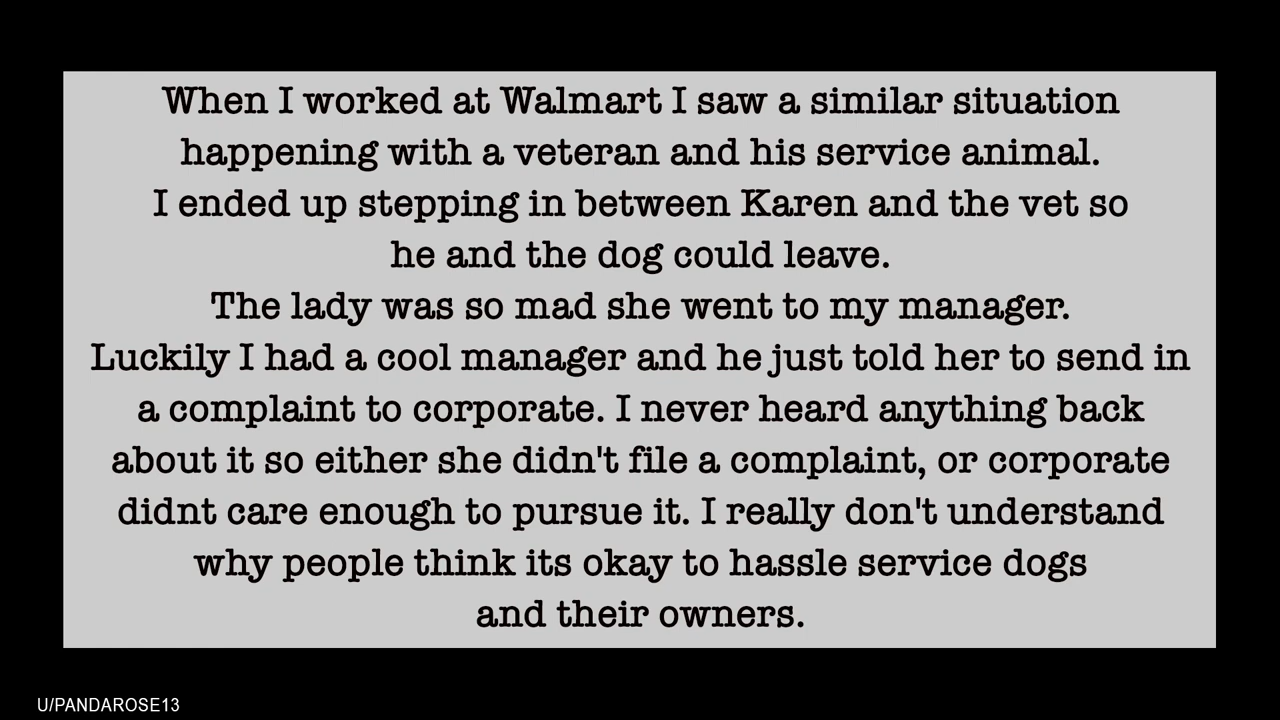 When I worked at Walmart I saw a similar situation
happening with a veteran and his service animal.
I ended up stepping in between Karen and the vet so
he and the dog could leave.
The lady was so mad she went to my manager.
Luckily I had a cool manager and he just told her to send in
a complaint to corporate. I never heard anything back
about it so either she didn't file a complaint, or corporate
didnt care enough to pursue it. I really don't understand
why people think its okay to hassle service dogs
and their owners.
U/PANDAROSE13